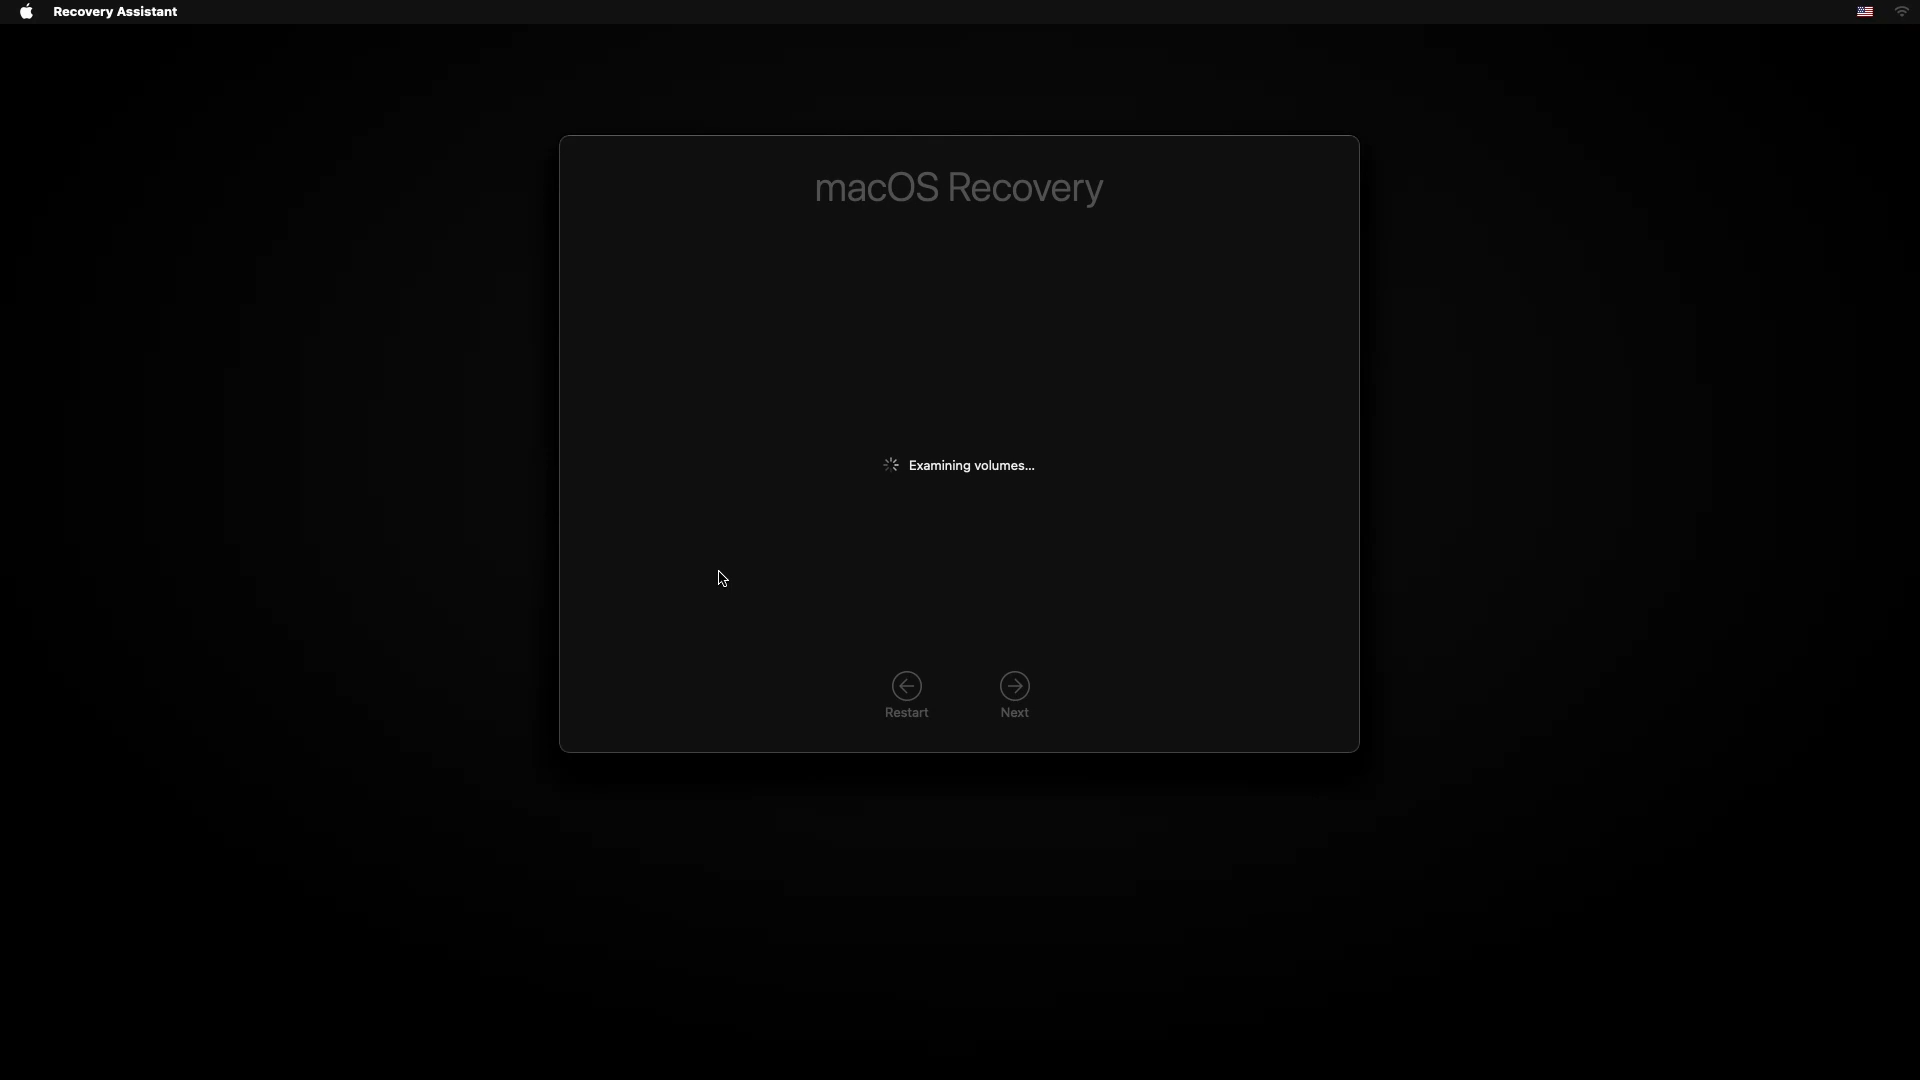 Recovery Assistant
macOS Recovery
Examining volumes...
Restart
Next